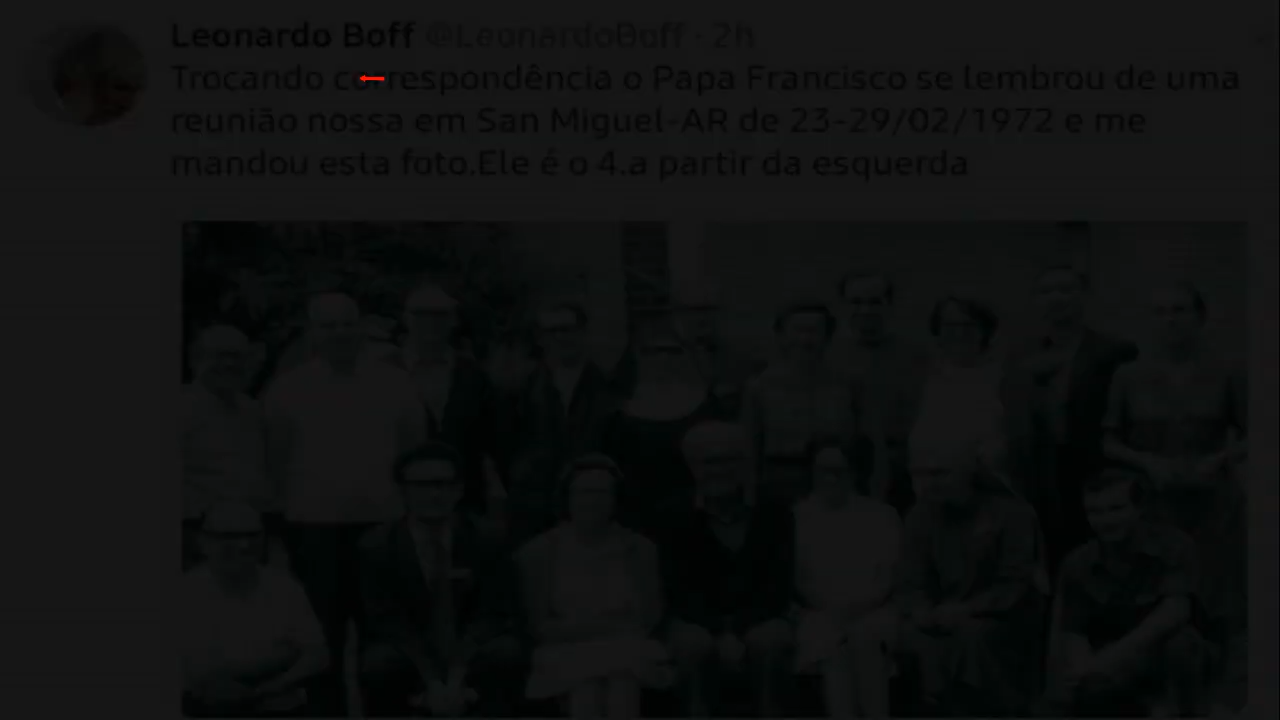 Leonardo Boff @LeonardoBoff · 2h
Trocando correspondência o Papa Francisco se lembrou de uma
reunião nossa em San Miguel-AR de 23-29/02/1972 e me
mandou esta foto.Ele é o 4.a partir da esquerda